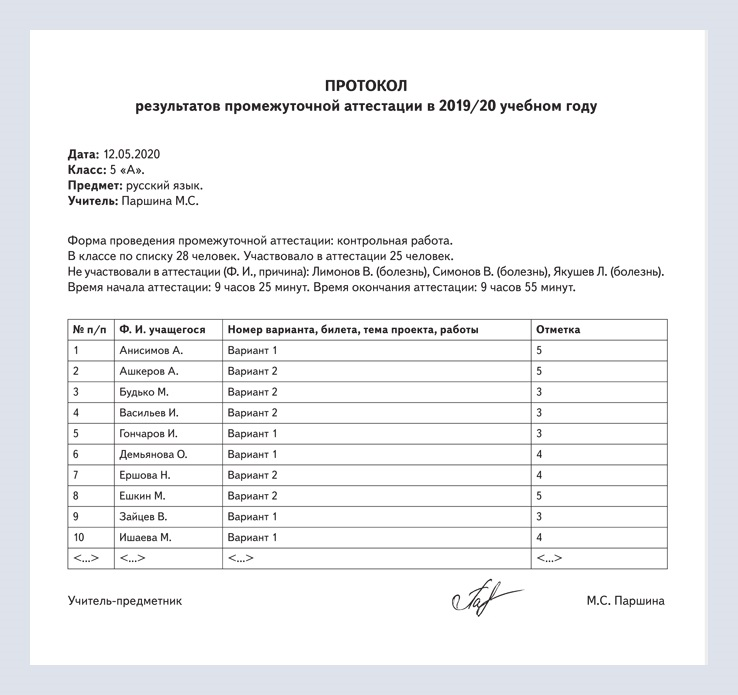 ПРОТОКОЛ
результатов промежуточной аттестации в 2019/20 учебном году
Дата: 12.05.2020
Класс: 5 «А».
Предмет: русский язык.
Учитель: Паршина М.С.
Форма проведения промежуточной аттестации: контрольная работа.
В классе по списку 28 человек. Участвовало в аттестации 25 человек.
Не участвовали в аттестации (Ф. И., причина): Лимонов В. (болезнь), Симонов В. (болезнь), Якушев Л. (болезнь).
Время начала аттестации: 9 часов 25 минут. Время окончания аттестации: 9 часов 55 минут.
№ п/п Ф. И. учащегося Номер варианта, билета, тема проекта, работы Отметка
1 Анисимов А. Вариант 1 5
2 Ашкеров А. Вариант 2 5
3 Будько М. Вариант 2 3
4 Васильев И. Вариант 2 3
5 Гончаров И. Вариант 1 3
6 Демьянова О. Вариант 1 4
7 Ершова Н. Вариант 2 4
8 Ешкин М. Вариант 2 5
9 Зайцев В. Вариант 1 3
10 Ишаева М. Вариант 1 4
<...> <...> <...> <...>
Учитель-предметник М.С. Паршина